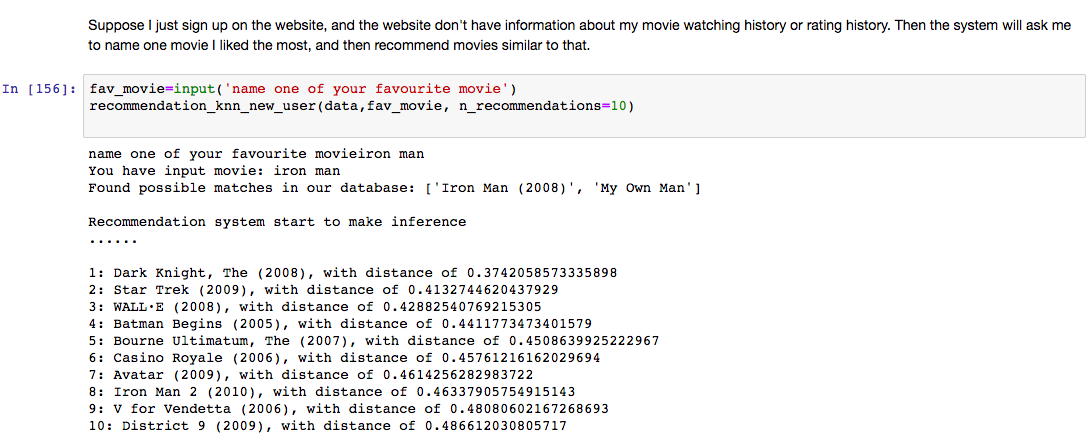 Suppose I just sign up on the website, and the website don't have information about my movie watching history or rating history. Then the system will ask me
to name one movie I liked the most, and then recommend movies similar to that.
In [156]: fav_movie=input('name one of your favourite movie')
recommendation_knn_new_user(data,fav_movie, n_recommendations=10)
name one of your favourite movieiron man
You have input movie: iron man
Found possible matches in our database: ['Iron Man (2008)', 'My Own Man']
Recommendation system start to make inference
......
1: Dark Knight, The (2008), with distance of 0.3742058573335898
2: Star Trek (2009), with distance of 0.4132744620437929
3: WALL·E (2008), with distance of 0.42882540769215305
4: Batman Begins (2005), with distance of 0.4411773473401579
5: Bourne Ultimatum, The (2007), with distance of 0.4508639925222967
6: Casino Royale (2006), with distance of 0.45761216162029694
7: Avatar (2009), with distance of 0.4614256282983722
8: Iron Man 2 (2010), with distance of 0.46337905754915143
9: V for Vendetta (2006), with distance of 0.48080602167268693
10: District 9 (2009), with distance of 0.486612030805717